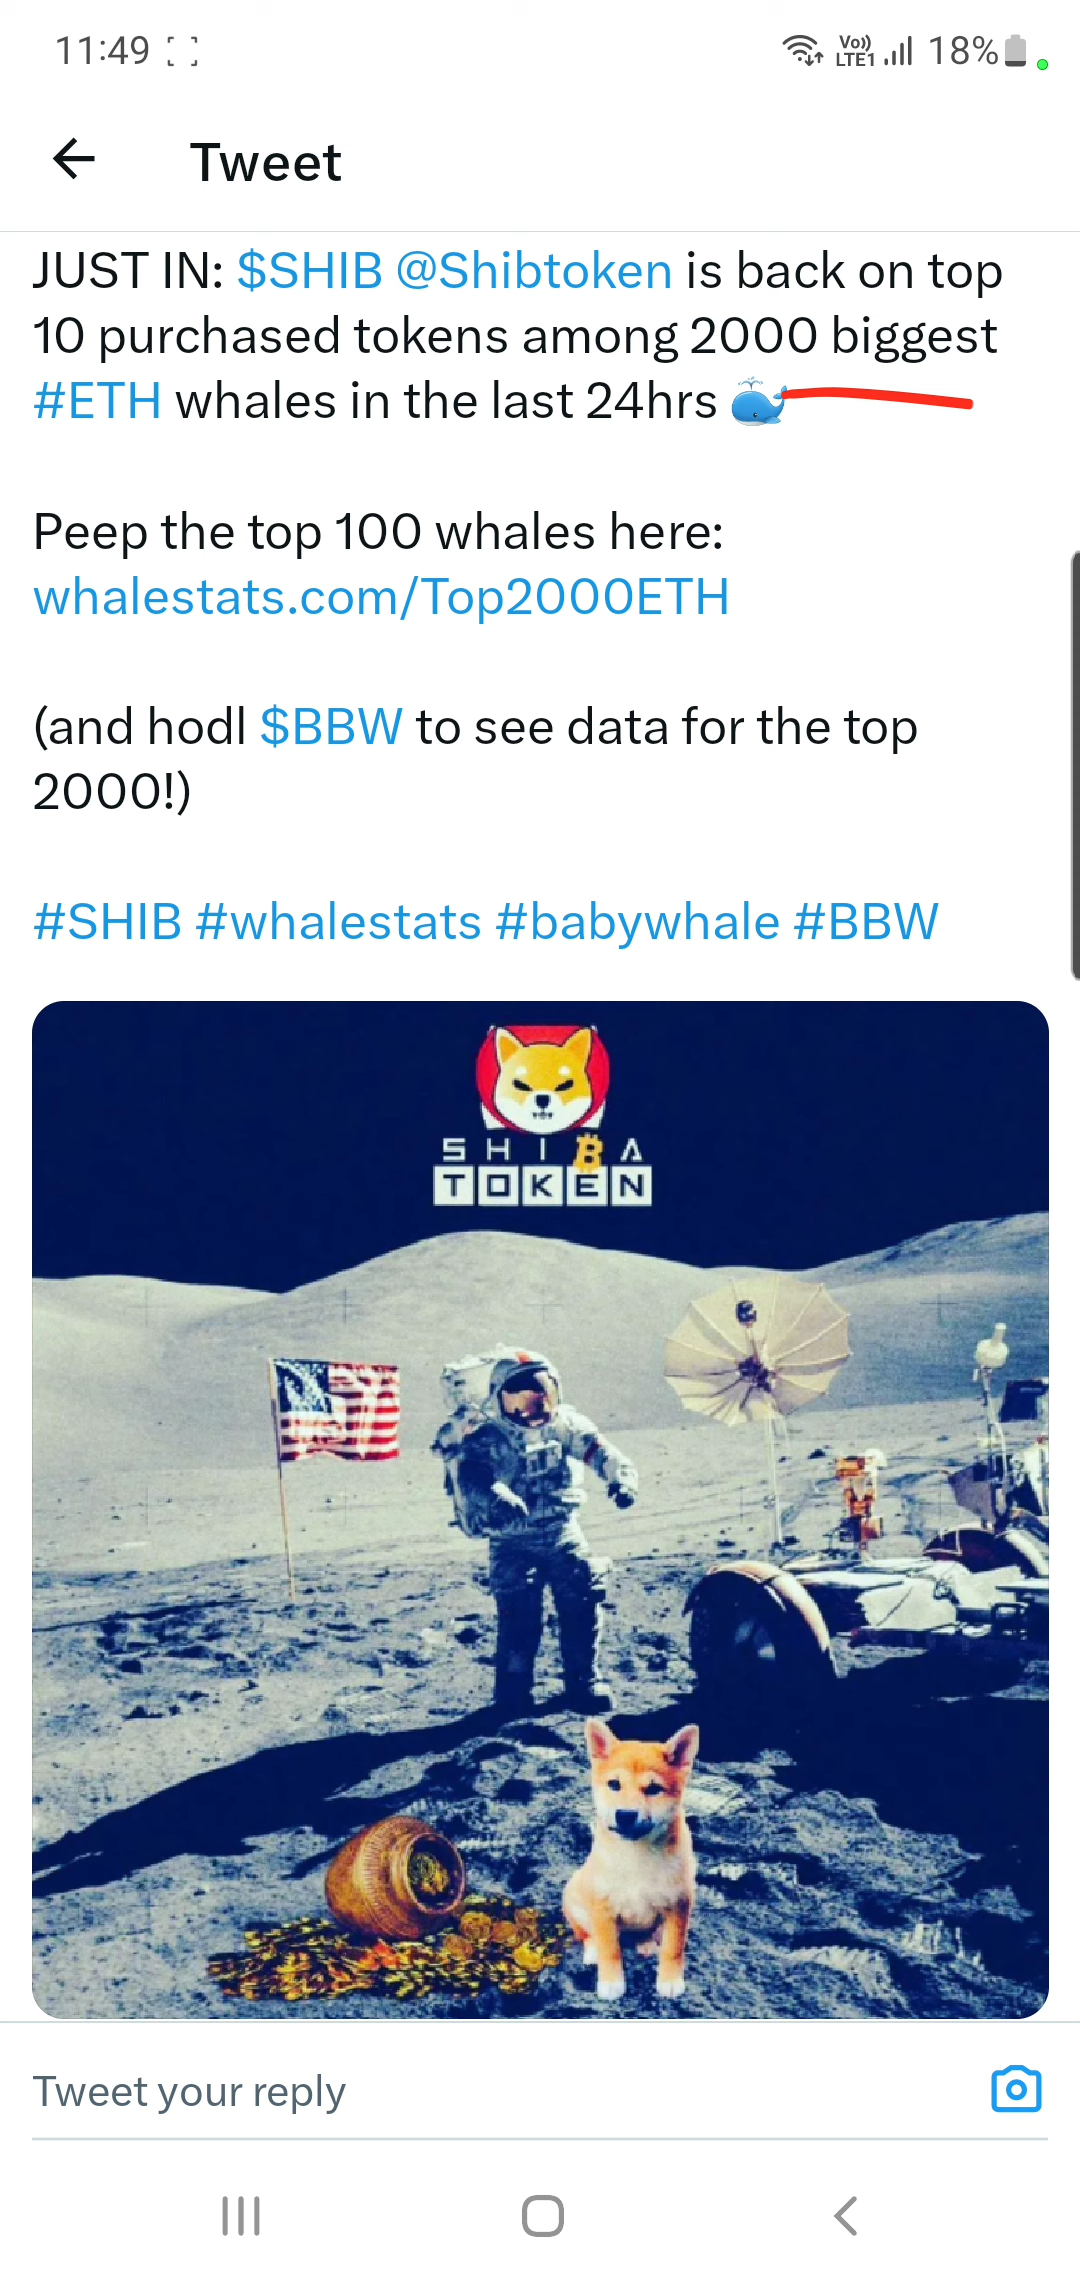 11:49
Vo)) LTE1 18%
Tweet
JUST IN: $SHIB @Shibtoken is back on top
10 purchased tokens among 2000 biggest
#ETH whales in the last 24hrs 🐳
Peep the top 100 whales here:
whalestats.com/Top2000ETH
(and hodl $BBW to see data for the top
2000!)
#SHIB #whalestats #babywhale #BBW
SHIBA
TOKEN
Tweet your reply